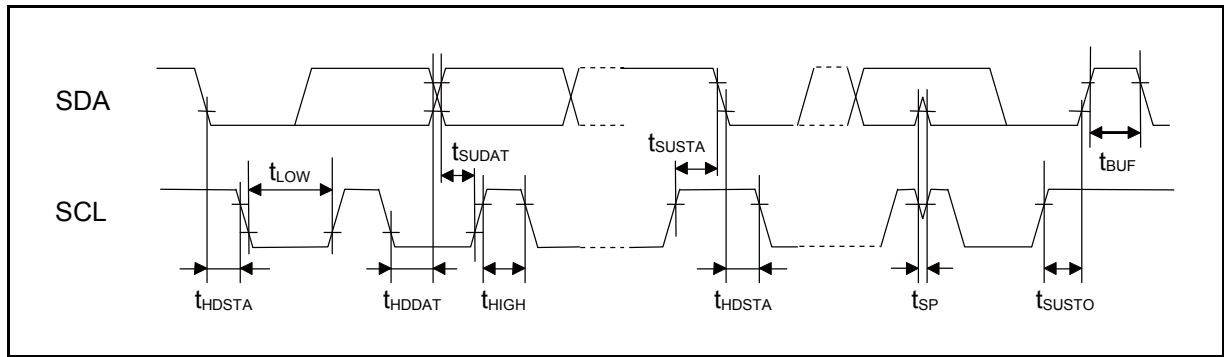 SDA
tSUDAT
tSUSTA
tBUF
tLOW
SCL
tHDSTA
tHDDAT
tHIGH
tHDSTA
tSP
tSUSTO